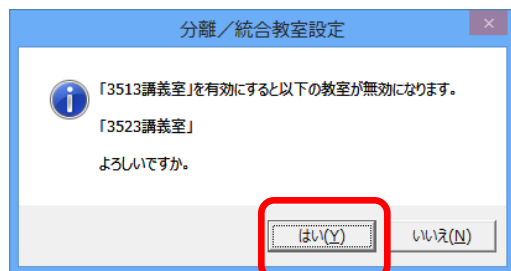 分離／統合教室設定
「3513講義室」を有効にすると以下の教室が無効になります。
「3523講義室」
よろしいですか。
はい(Y)
いいえ(N)